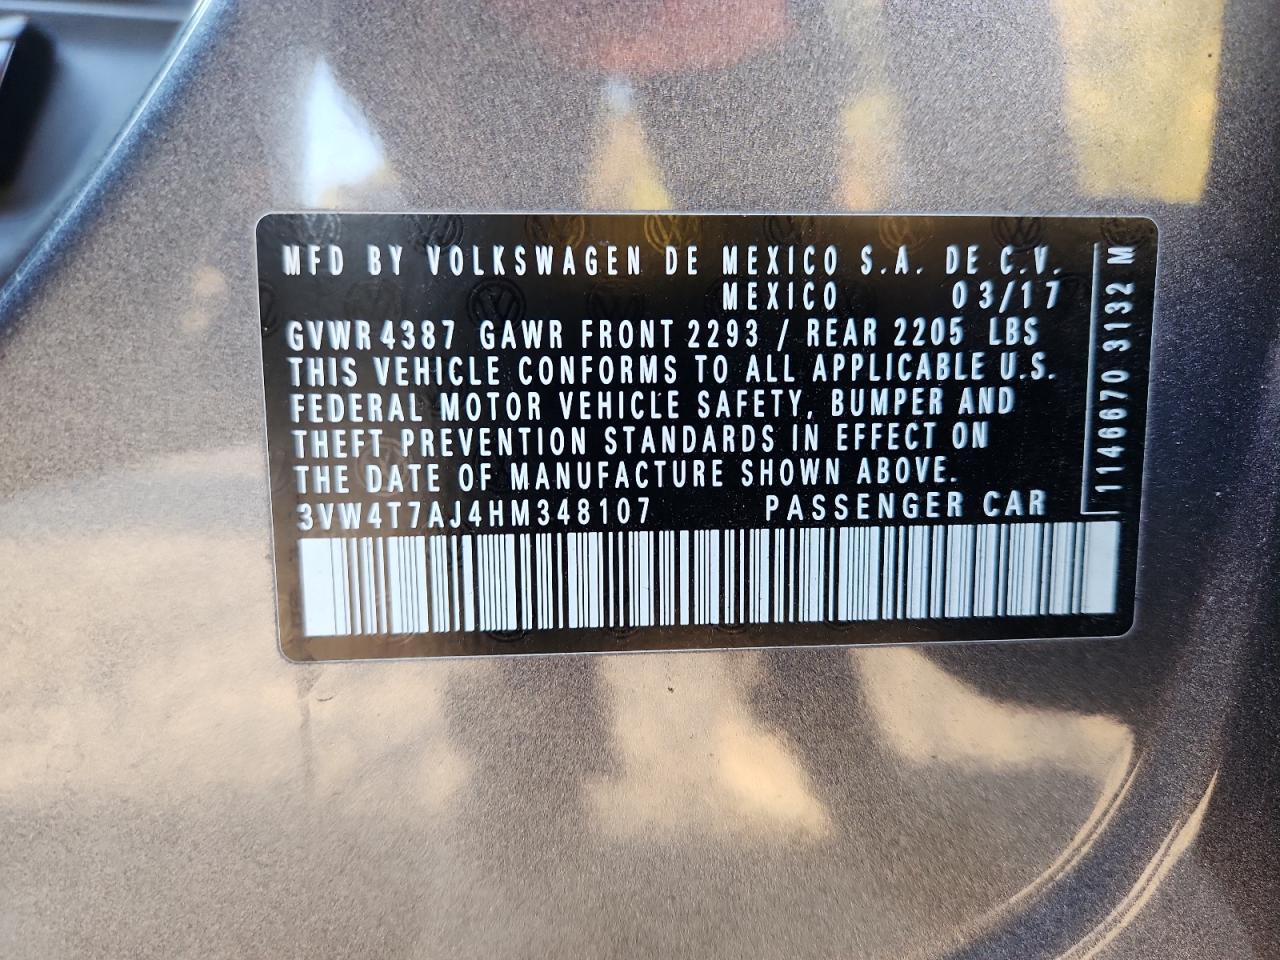 MFD BY VOLKSWAGEN DE MEXICO S.A. DE C.V.
MEXICO 03/17
GVWR 4387 GAWR FRONT 2293 / REAR 2205 LBS
THIS VEHICLE CONFORMS TO ALL APPLICABLE U.S.
FEDERAL MOTOR VEHICLE SAFETY, BUMPER AND
THEFT PREVENTION STANDARDS IN EFFECT ON
THE DATE OF MANUFACTURE SHOWN ABOVE.
3VW4T7AJ4HM348107 PASSENGER CAR
1146670 3132 M